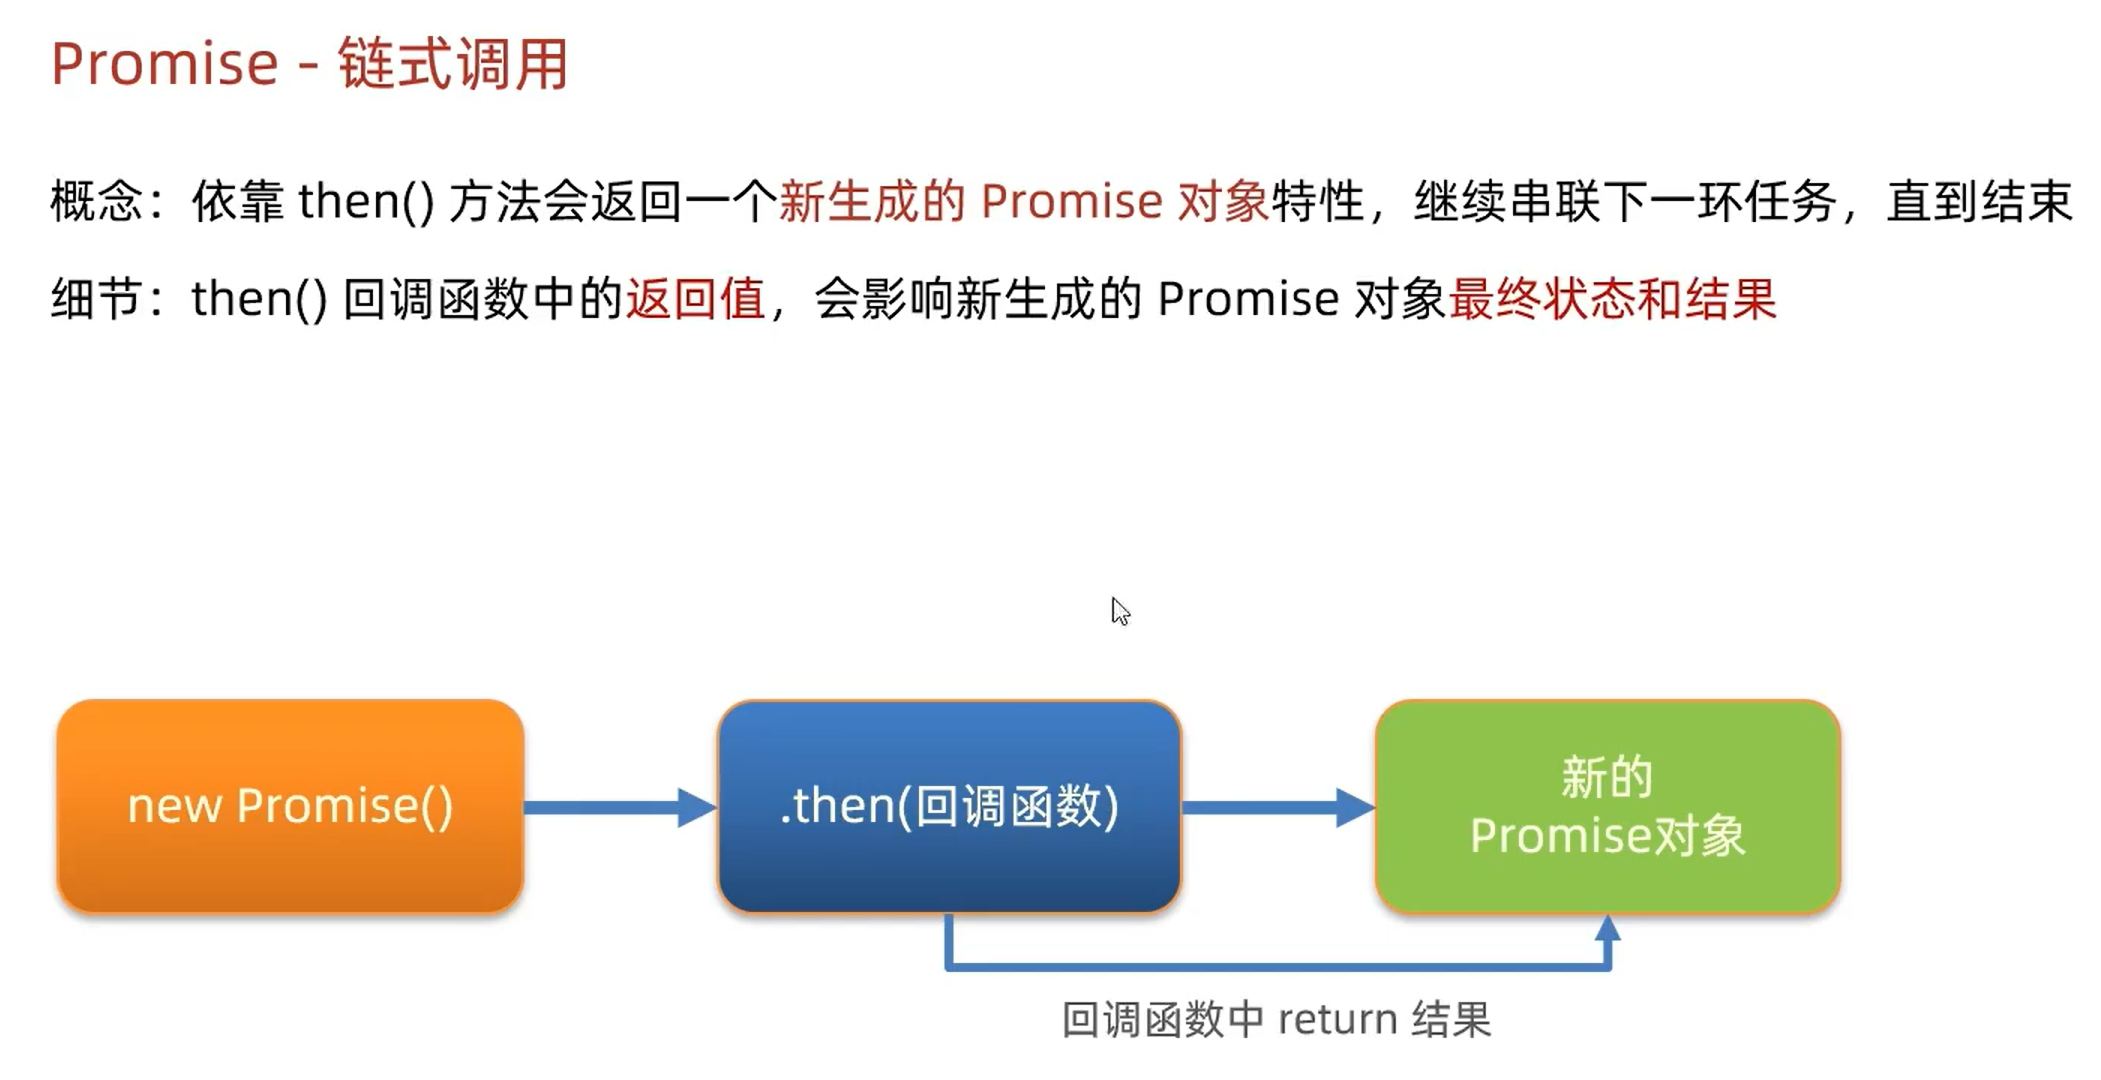 Promise - 链式调用
概念：依靠 then() 方法会返回一个新生成的 Promise 对象特性，继续串联下一环任务，直到结束
细节：then() 回调函数中的返回值，会影响新生成的 Promise 对象最终状态和结果
new Promise()
.then(回调函数)
新的
Promise对象
回调函数中 return 结果